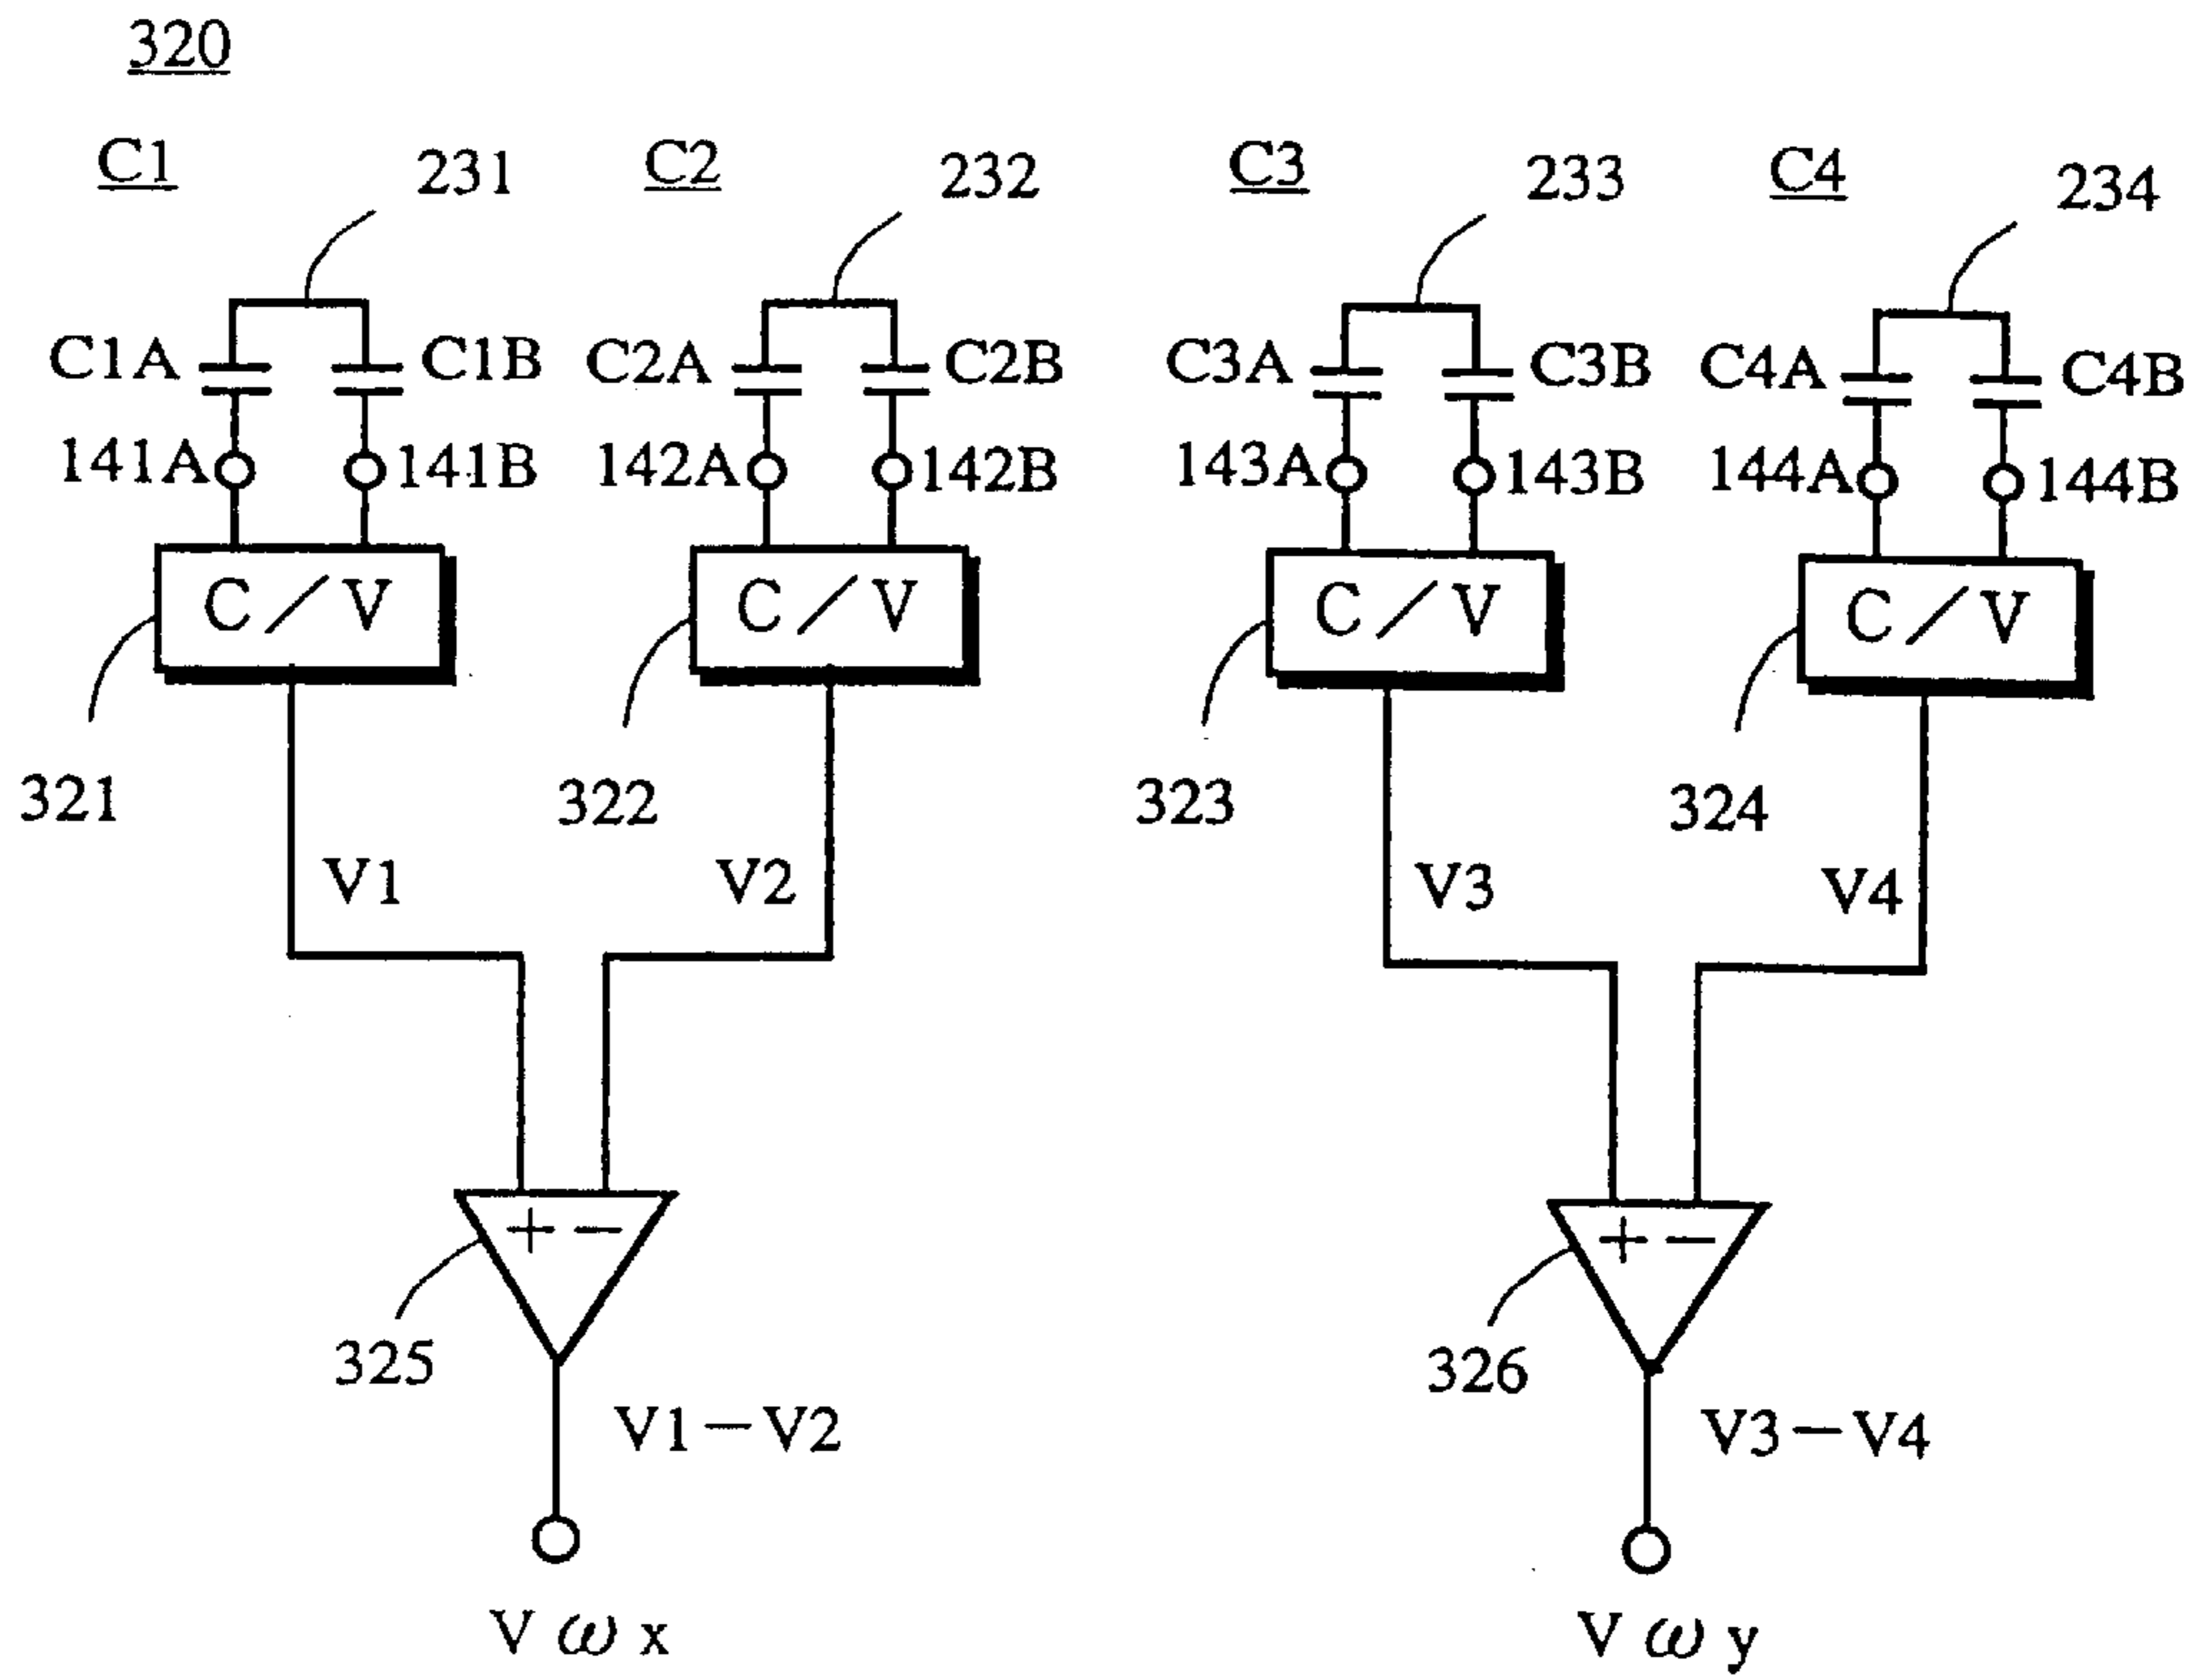 320
C1 231 C2 232 C3 233 C4 234
C1A C1B C2A C2B C3A C3B C4A C4B
141A 141B 142A 142B 143A 143B 144A 144B
C/V C/V C/V C/V
321 322 323 324
V1 V2 V3 V4
+ − + −
325 326
V1−V2 V3−V4
Vωx Vωy